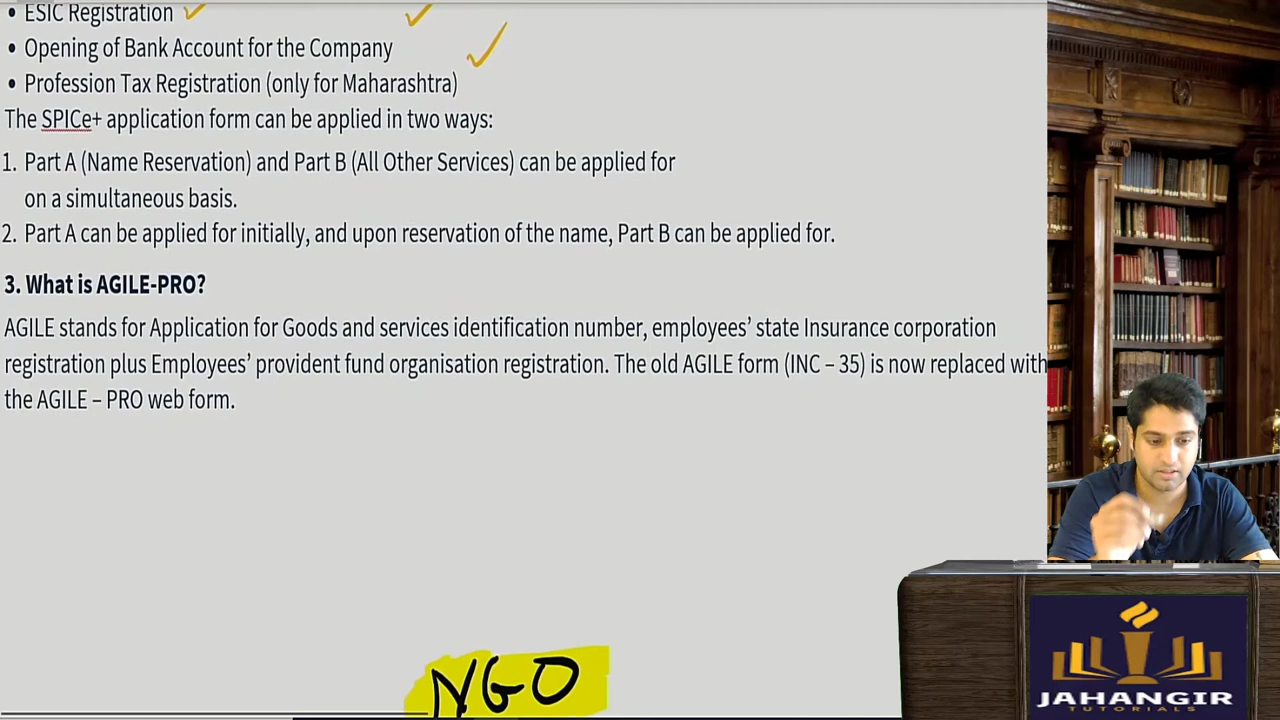 • ESIC Registration
• Opening of Bank Account for the Company
• Profession Tax Registration (only for Maharashtra)
The SPICe+ application form can be applied in two ways:
1. Part A (Name Reservation) and Part B (All Other Services) can be applied for
on a simultaneous basis.
2. Part A can be applied for initially, and upon reservation of the name, Part B can be applied for.
3. What is AGILE-PRO?
AGILE stands for Application for Goods and services identification number, employees’ state Insurance corporation
registration plus Employees’ provident fund organisation registration. The old AGILE form (INC – 35) is now replaced with
the AGILE – PRO web form.
NGO
JAHANGIR
TUTORIALS